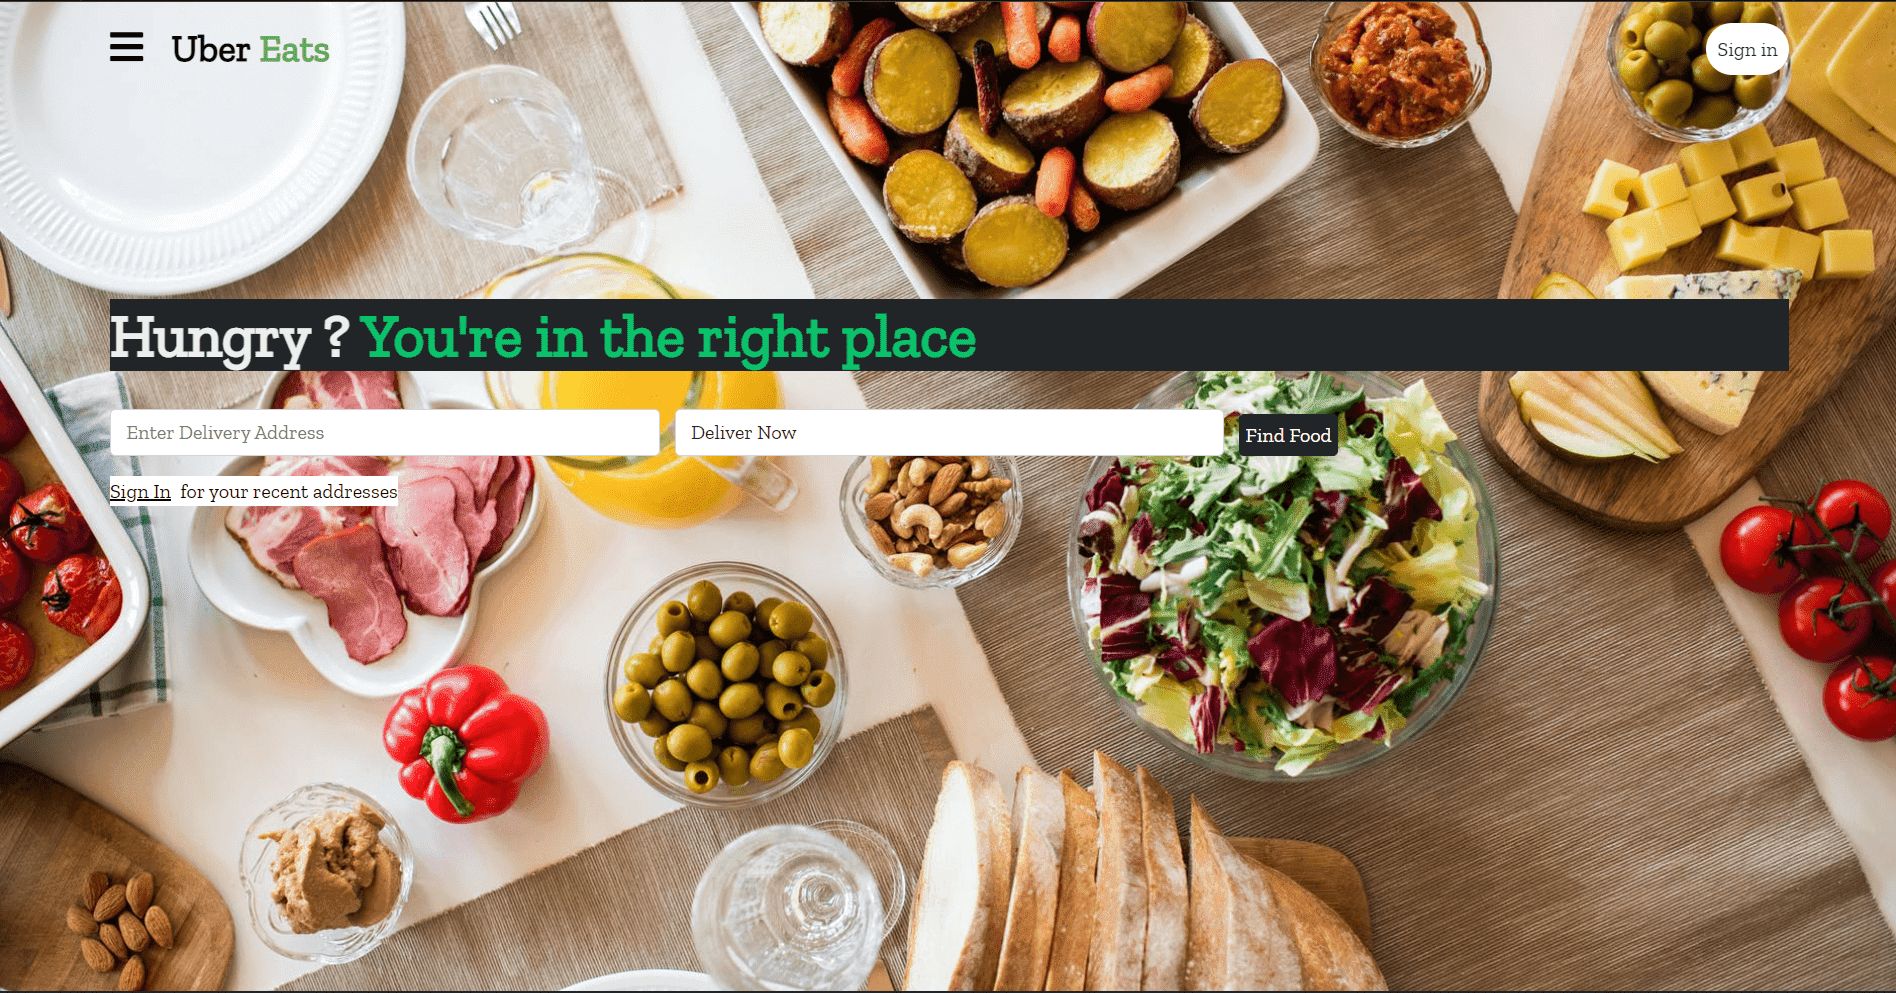 Uber Eats
Sign in
Hungry ? You're in the right place
Enter Delivery Address
Deliver Now
Find Food
Sign In for your recent addresses